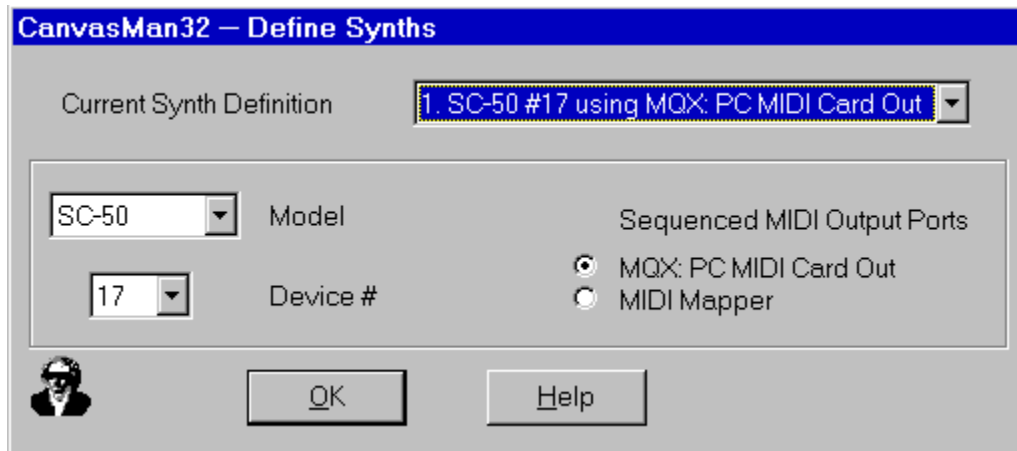 CanvasMan32 — Define Synths
Current Synth Definition
1. SC-50 #17 using MQX: PC MIDI Card Out
SC-50
Model
17
Device #
Sequenced MIDI Output Ports
MQX: PC MIDI Card Out
MIDI Mapper
OK
Help